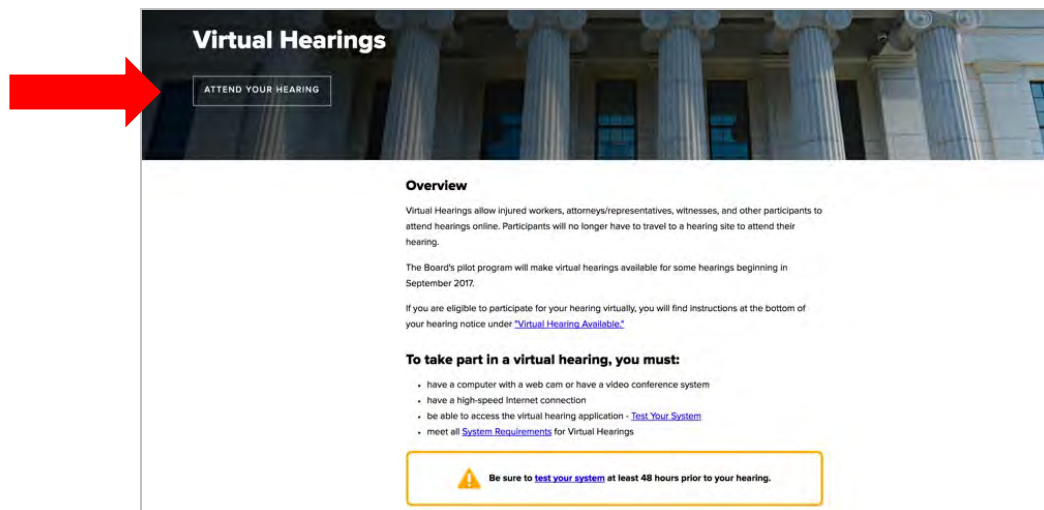 Virtual Hearings
ATTEND YOUR HEARING
Overview
Virtual Hearings allow injured workers, attorneys/representatives, witnesses, and other participants to
attend hearings online. Participants will no longer have to travel to a hearing site to attend their
hearing.
The Board's pilot program will make virtual hearings available for some hearings beginning in
September 2017.
If you are eligible to participate for your hearing virtually, you will find instructions at the bottom of
your hearing notice under "Virtual Hearing Available."
To take part in a virtual hearing, you must:
• have a computer with a web cam or have a video conference system
• have a high-speed Internet connection
• be able to access the virtual hearing application - Test Your System
• meet all System Requirements for Virtual Hearings
Be sure to test your system at least 48 hours prior to your hearing.